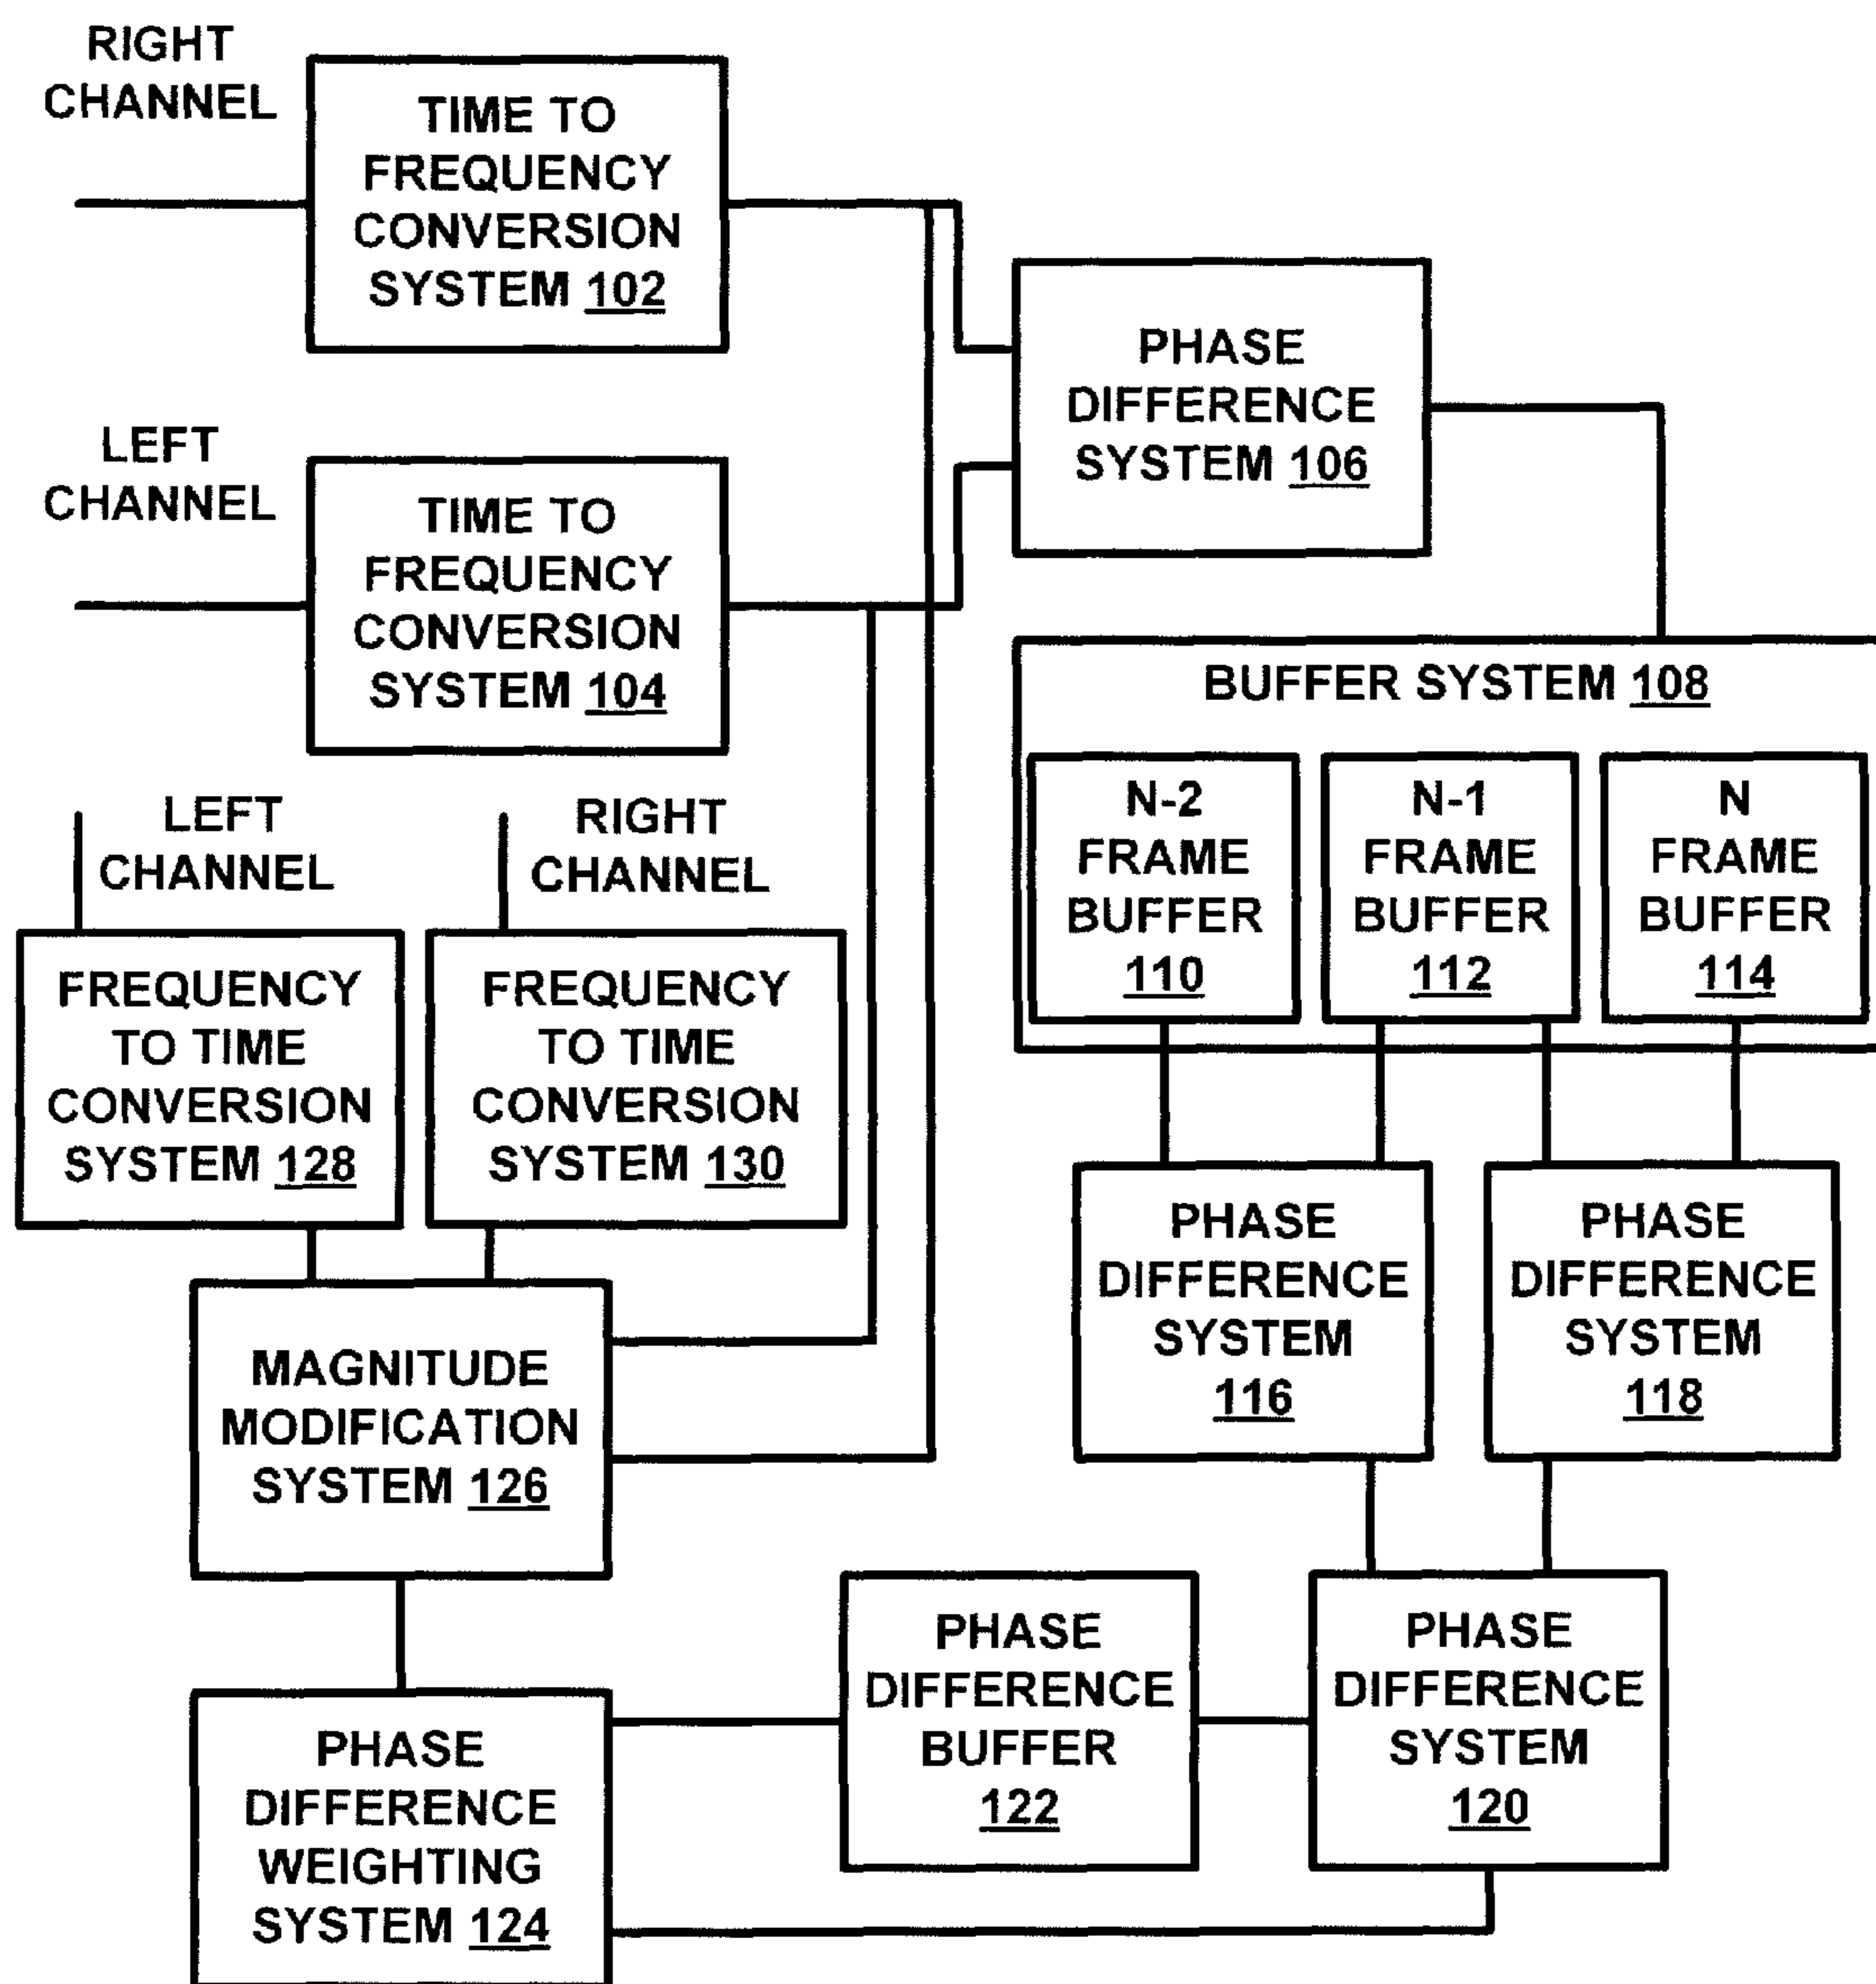 RIGHT
CHANNEL
TIME TO
FREQUENCY
CONVERSION
SYSTEM 102
PHASE
DIFFERENCE
SYSTEM 106
LEFT
CHANNEL
TIME TO
FREQUENCY
CONVERSION
SYSTEM 104
BUFFER SYSTEM 108
N-2
FRAME
BUFFER
110
N-1
FRAME
BUFFER
112
N
FRAME
BUFFER
114
LEFT
CHANNEL
RIGHT
CHANNEL
FREQUENCY
TO TIME
CONVERSION
SYSTEM 128
FREQUENCY
TO TIME
CONVERSION
SYSTEM 130
PHASE
DIFFERENCE
SYSTEM
116
PHASE
DIFFERENCE
SYSTEM
118
MAGNITUDE
MODIFICATION
SYSTEM 126
PHASE
DIFFERENCE
BUFFER
122
PHASE
DIFFERENCE
SYSTEM
120
PHASE
DIFFERENCE
WEIGHTING
SYSTEM 124